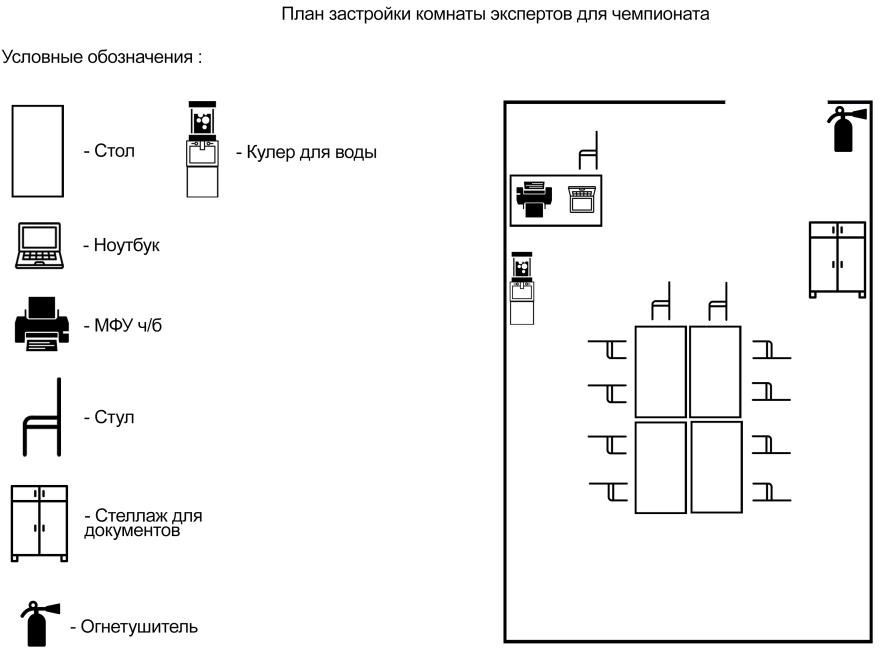 План застройки комнаты экспертов для чемпионата
Условные обозначения :
- Стол
- Кулер для воды
- Ноутбук
- МФУ ч/б
- Стул
- Стеллаж для
документов
- Огнетушитель